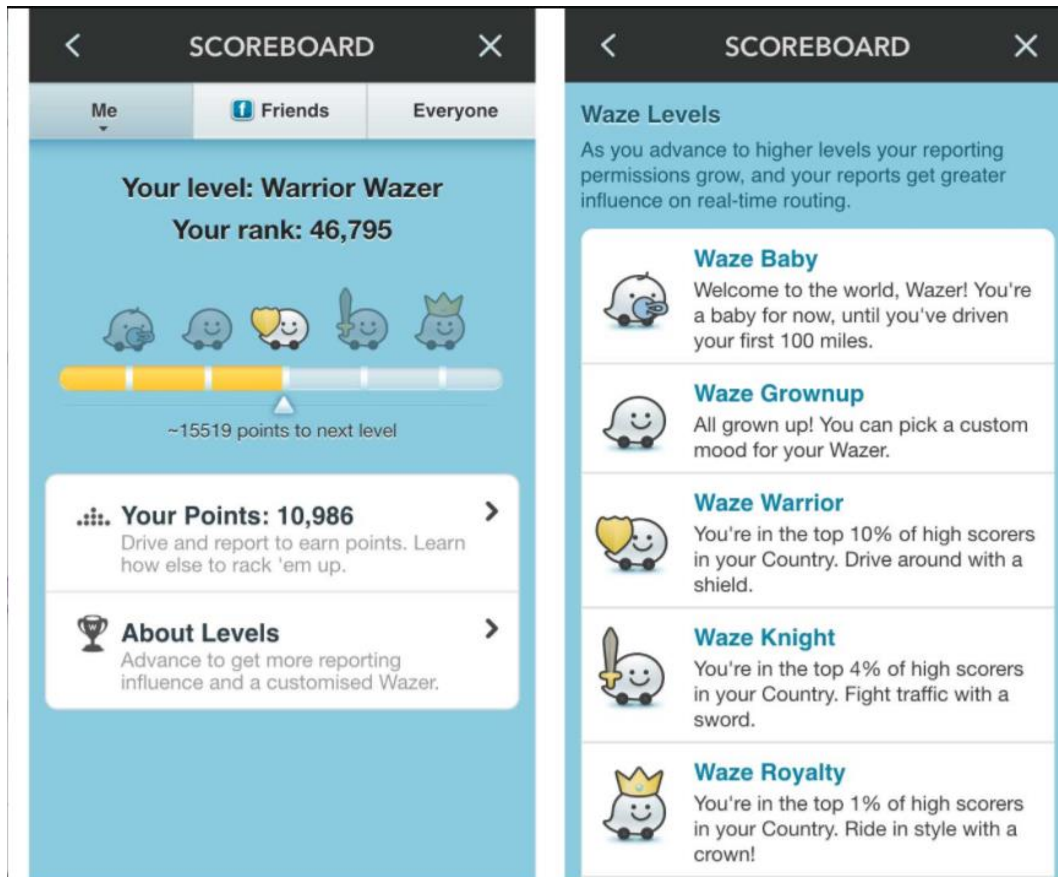 SCOREBOARD
Me
Friends
Everyone
Your level: Warrior Wazer
Your rank: 46,795
~15519 points to next level
Your Points: 10,986
Drive and report to earn points. Learn
how else to rack 'em up.
About Levels
Advance to get more reporting
influence and a customised Wazer.
SCOREBOARD
Waze Levels
As you advance to higher levels your reporting
permissions grow, and your reports get greater
influence on real-time routing.
Waze Baby
Welcome to the world, Wazer! You're
a baby for now, until you've driven
your first 100 miles.
Waze Grownup
All grown up! You can pick a custom
mood for your Wazer.
Waze Warrior
You're in the top 10% of high scorers
in your Country. Drive around with a
shield.
Waze Knight
You're in the top 4% of high scorers
in your Country. Fight traffic with a
sword.
Waze Royalty
You're in the top 1% of high scorers
in your Country. Ride in style with a
crown!